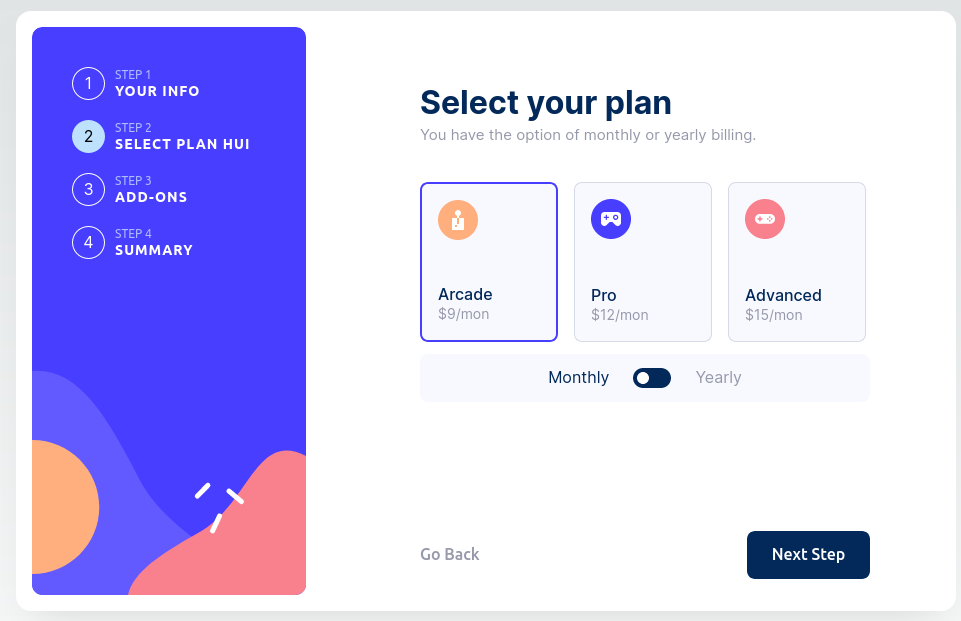 1
STEP 1
YOUR INFO
2
STEP 2
SELECT PLAN HUI
3
STEP 3
ADD-ONS
4
STEP 4
SUMMARY
Select your plan
You have the option of monthly or yearly billing.
Arcade
$9/mon
Pro
$12/mon
Advanced
$15/mon
Monthly Yearly
Go Back
Next Step